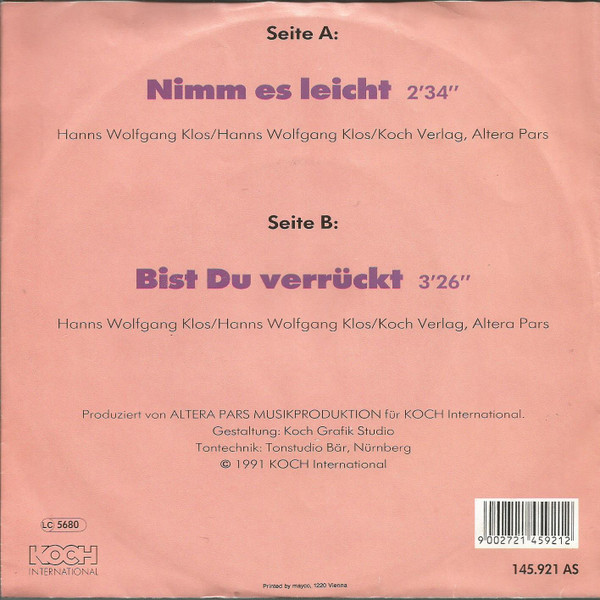 Seite A:
Nimm es leicht 2'34"
Hanns Wolfgang Klos/Hanns Wolfgang Klos/Koch Verlag, Altera Pars
Seite B:
Bist Du verrückt 3'26"
Hanns Wolfgang Klos/Hanns Wolfgang Klos/Koch Verlag, Altera Pars
Produziert von ALTERA PARS MUSIKPRODUKTION für KOCH International.
Gestaltung: Koch Grafik Studio
Tontechnik: Tonstudio Bär, Nürnberg
© 1991 KOCH International
LC 5680
KOCH
INTERNATIONAL
9 002721 459212
145.921 AS
Printed by mayco, 1220 Vienna